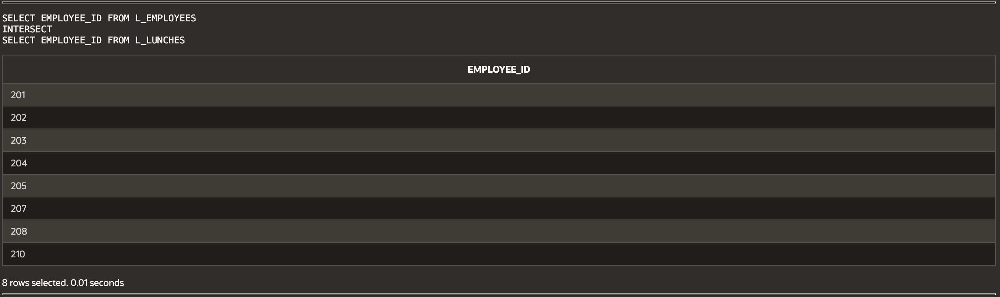 SELECT EMPLOYEE_ID FROM L_EMPLOYEES
INTERSECT
SELECT EMPLOYEE_ID FROM L_LUNCHES
EMPLOYEE_ID
201
202
203
204
205
207
208
210
8 rows selected. 0.01 seconds